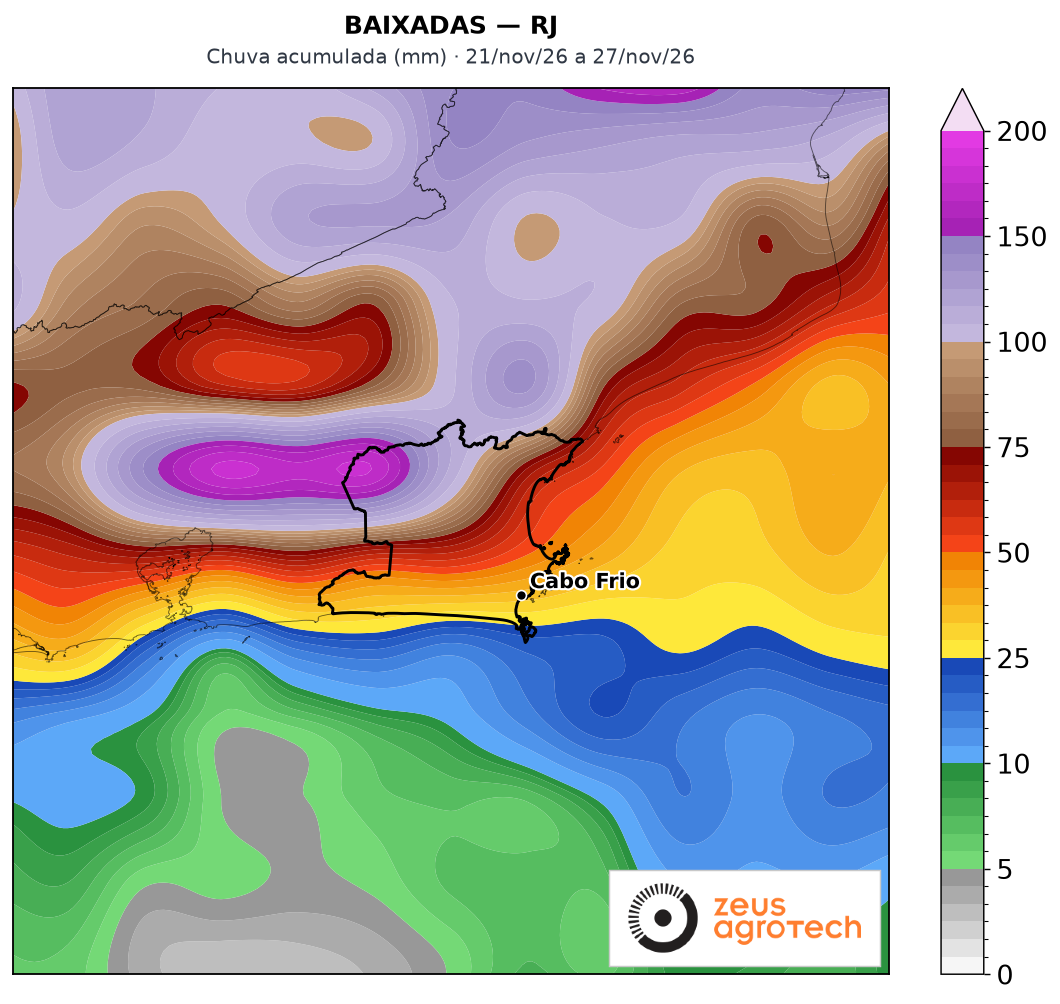 BAIXADAS — RJ
Chuva acumulada (mm) · 21/nov/26 a 27/nov/26
200
150
100
75
50
25
10
5
0
Cabo Frio
zeus
agrotech